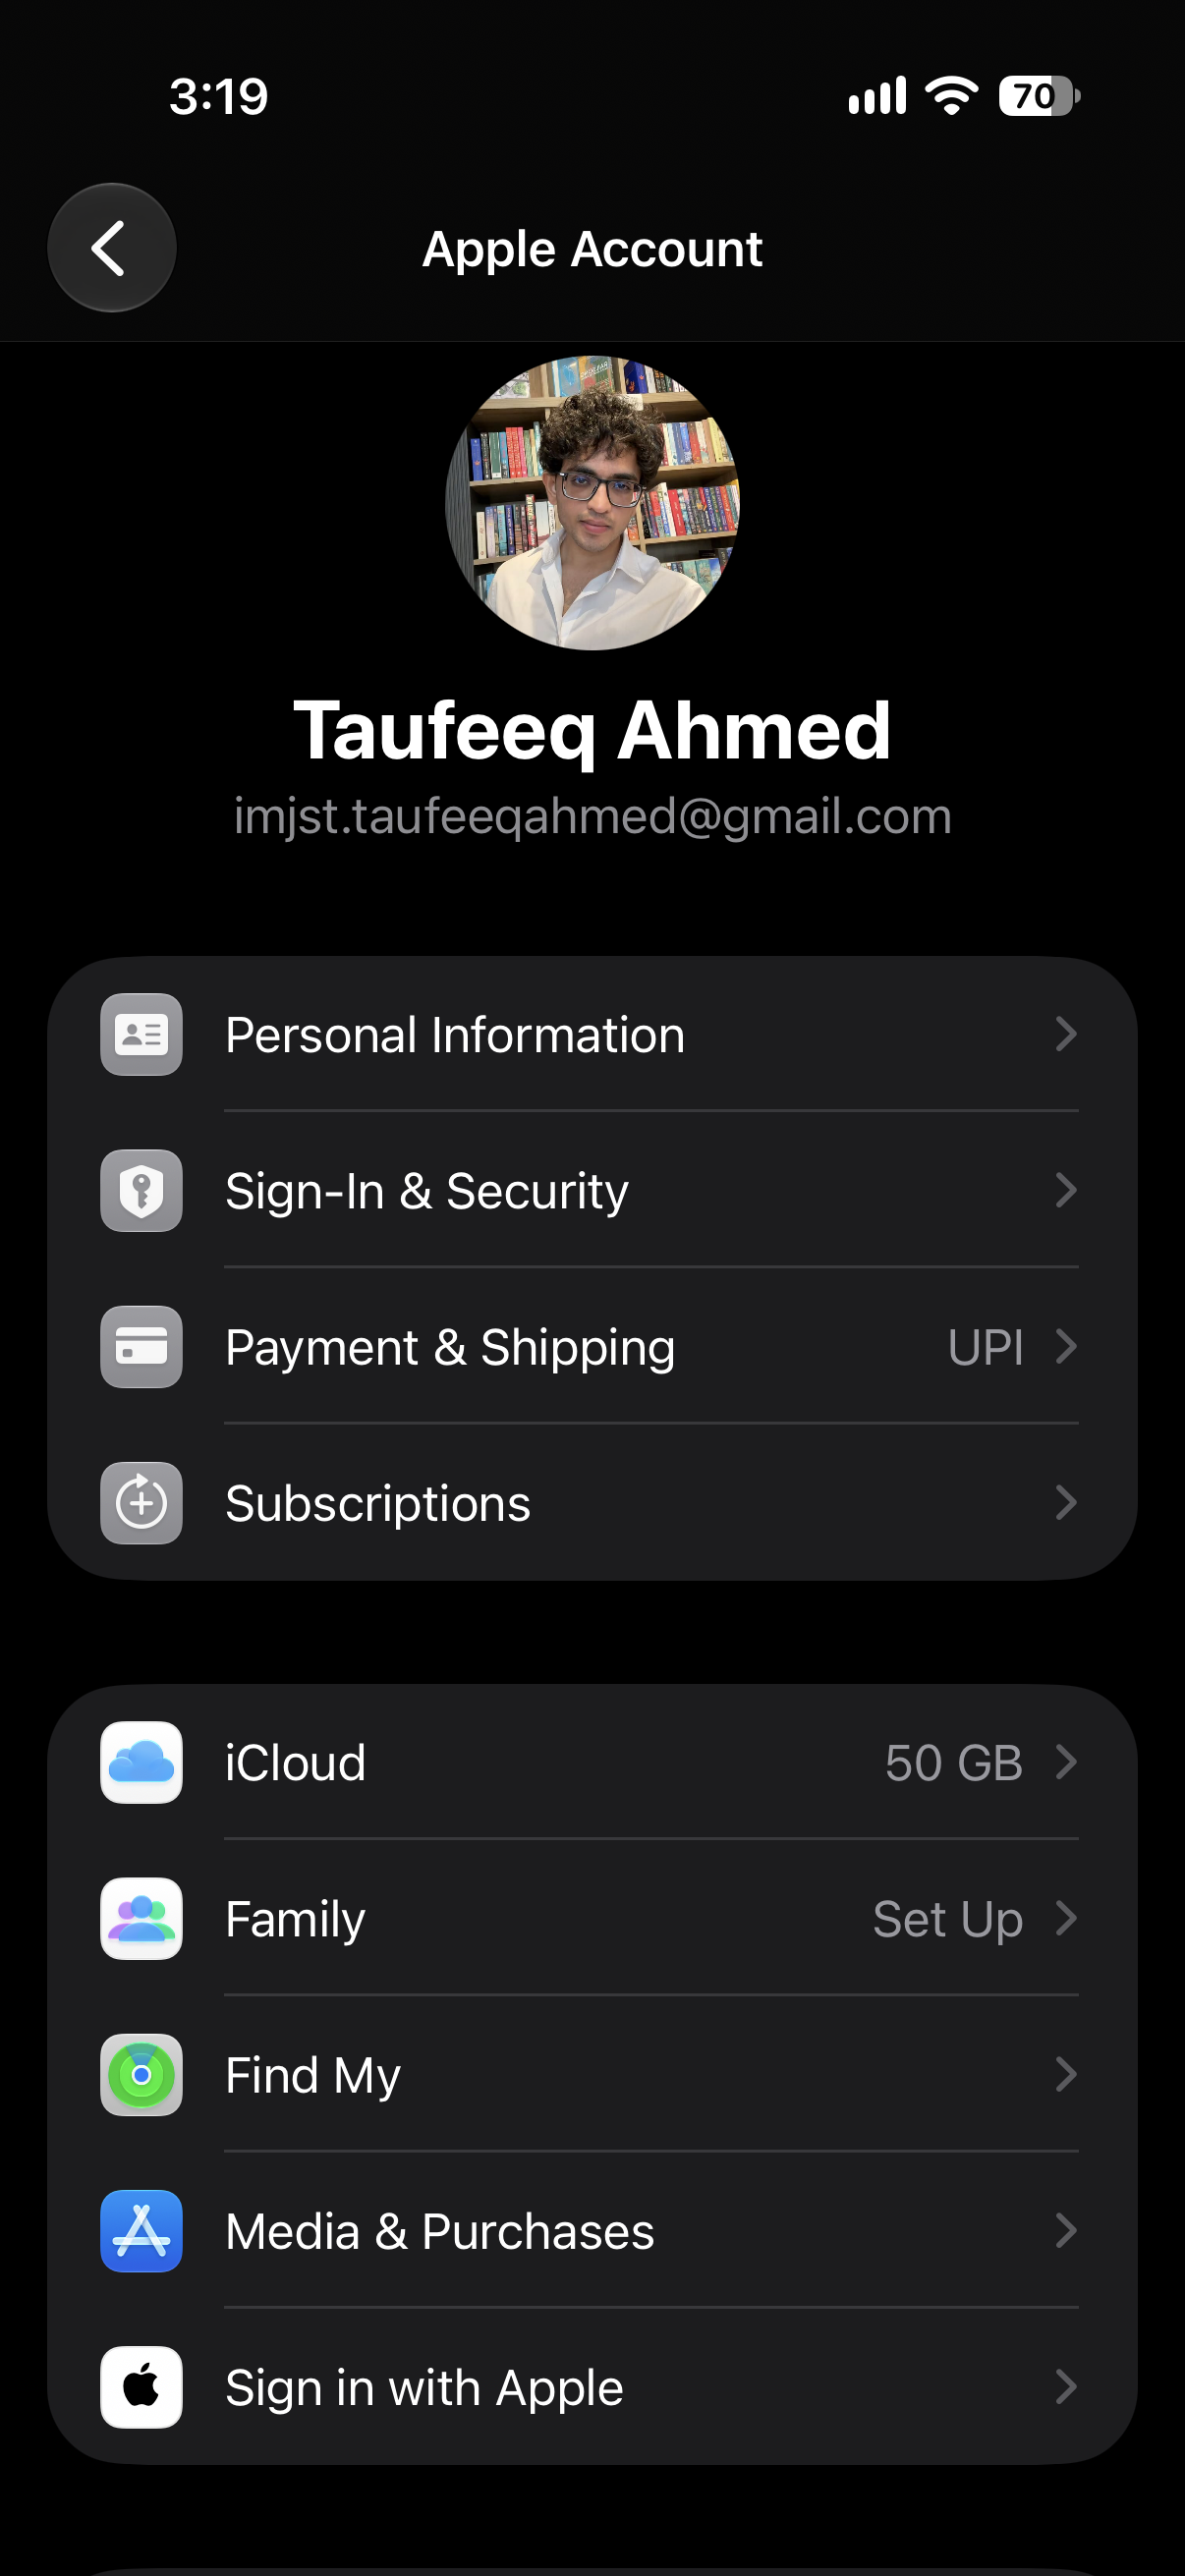 3:19
70
Apple Account
Taufeeq Ahmed
imjst.taufeeqahmed@gmail.com
Personal Information
Sign-In & Security
Payment & Shipping UPI
Subscriptions
iCloud 50 GB
Family Set Up
Find My
Media & Purchases
Sign in with Apple